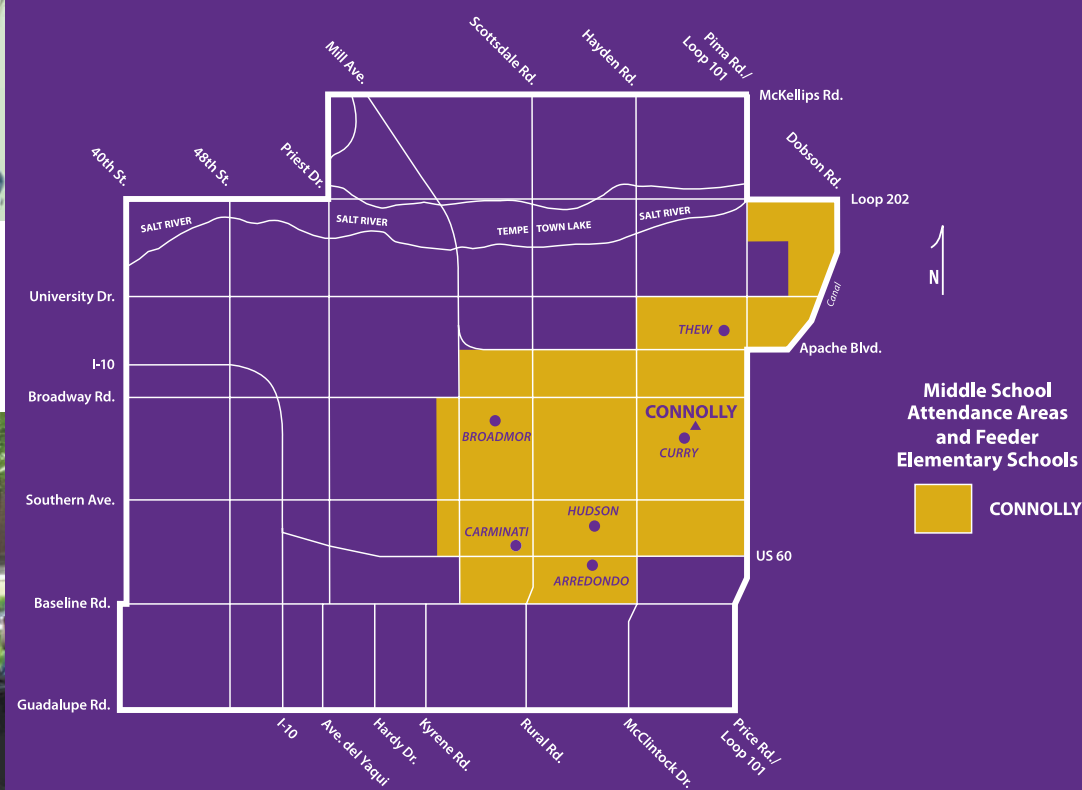 Mill Ave.
Scottsdale Rd.
Hayden Rd.
Pima Rd./
Loop 101
McKellips Rd.
40th St.
48th St.
Priest Dr.
Dobson Rd.
Loop 202
SALT RIVER
SALT RIVER
TEMPE TOWN LAKE
SALT RIVER
N
University Dr.
Canal
THEW
Apache Blvd.
I-10
Broadway Rd.
Middle School
Attendance Areas
and Feeder
Elementary Schools
CONNOLLY
CONNOLLY
BROADMOR
CURRY
Southern Ave.
HUDSON
CARMINATI
US 60
ARREDONDO
Baseline Rd.
Guadalupe Rd.
I-10
Ave. del Yaqui
Hardy Dr.
Kyrene Rd.
Rural Rd.
McClintock Dr.
Price Rd./
Loop 101